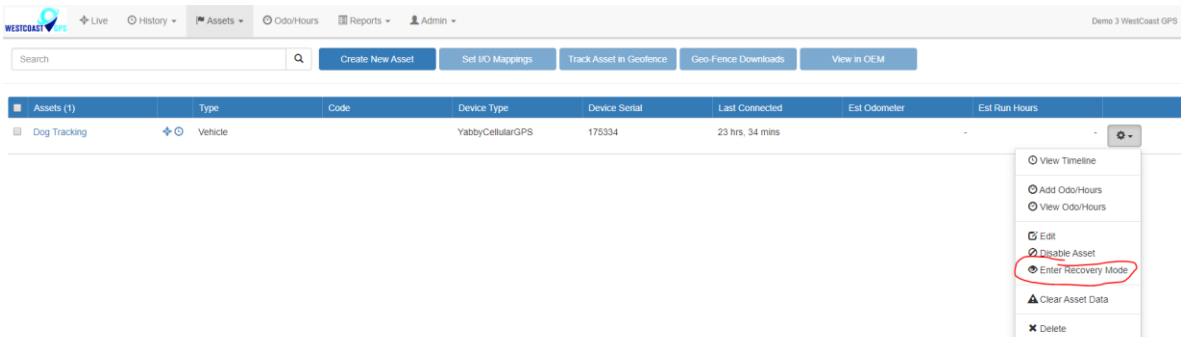 WESTCOAST GPS
Live History Assets Odo/Hours Reports Admin Demo 3 WestCoast GPS
Search Create New Asset Set I/O Mappings Track Asset in Geofence Geo-Fence Downloads View in OEM
Assets (1) Type Code Device Type Device Serial Last Connected Est Odometer Est Run Hours
Dog Tracking Vehicle YabbyCellularGPS 175334 23 hrs, 34 mins - -
View Timeline
Add Odo/Hours
View Odo/Hours
Edit
Disable Asset
Enter Recovery Mode
Clear Asset Data
Delete